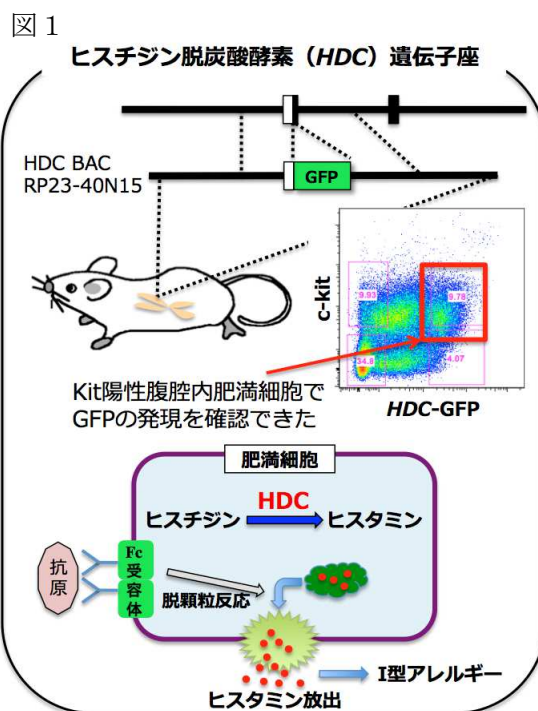 図1
ヒスチジン脱炭酸酵素（HDC）遺伝子座
HDC BAC
RP23-40N15
GFP
c-kit
9.93
9.78
34.8
4.07
HDC-GFP
Kit陽性腹腔内肥満細胞で
GFPの発現を確認できた
肥満細胞
HDC
ヒスチジン
ヒスタミン
抗原
Fc
受容体
脱顆粒反応
ヒスタミン放出
I型アレルギー